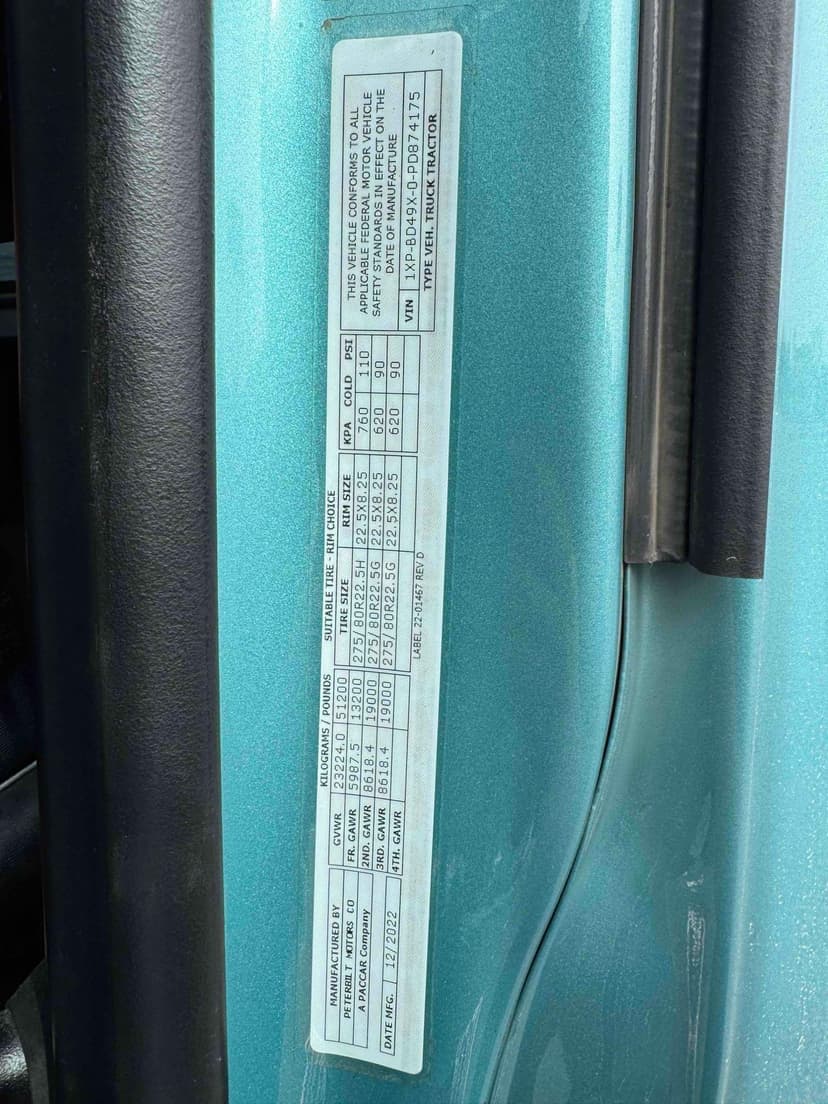 MANUFACTURED BY
PETERBILT MOTORS CO
A PACCAR Company
DATE MFG. 12/2022
KILOGRAMS / POUNDS
GVWR 23224.0 51200
FR. GAWR 5987.5 13200
2ND. GAWR 8618.4 19000
3RD. GAWR 8618.4 19000
4TH. GAWR
SUITABLE TIRE - RIM CHOICE
TIRE SIZE RIM SIZE KPA COLD PSI
275/80R22.5H 22.5X8.25 760 110
275/80R22.5G 22.5X8.25 620 90
275/80R22.5G 22.5X8.25 620 90
LABEL 22-01467 REV D
THIS VEHICLE CONFORMS TO ALL
APPLICABLE FEDERAL MOTOR VEHICLE
SAFETY STANDARDS IN EFFECT ON THE
DATE OF MANUFACTURE
VIN 1XP-BD49X-0-PD874175
TYPE VEH. TRUCK TRACTOR